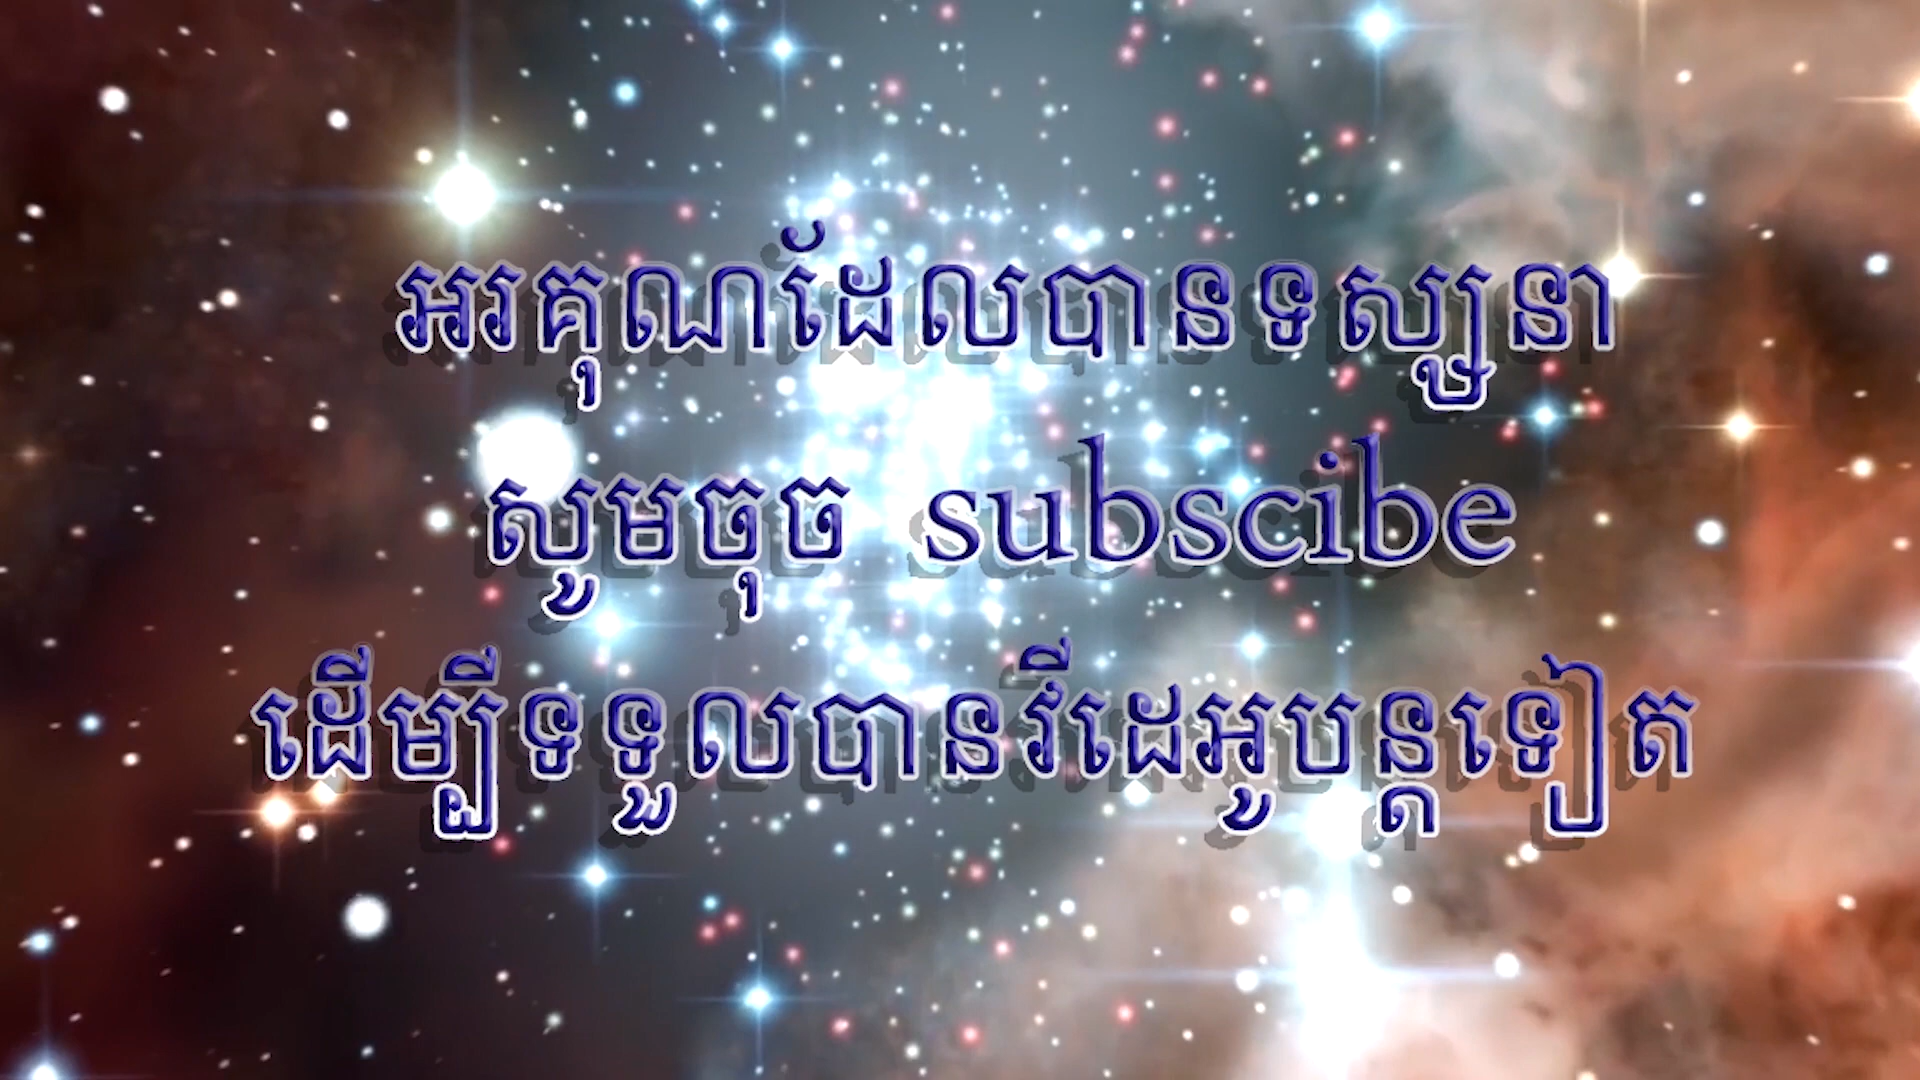 អរគុណដែលបានទស្សនា
សូមចុច subscibe
ដើម្បីទទួលបានវីដេអូបន្តទៀត